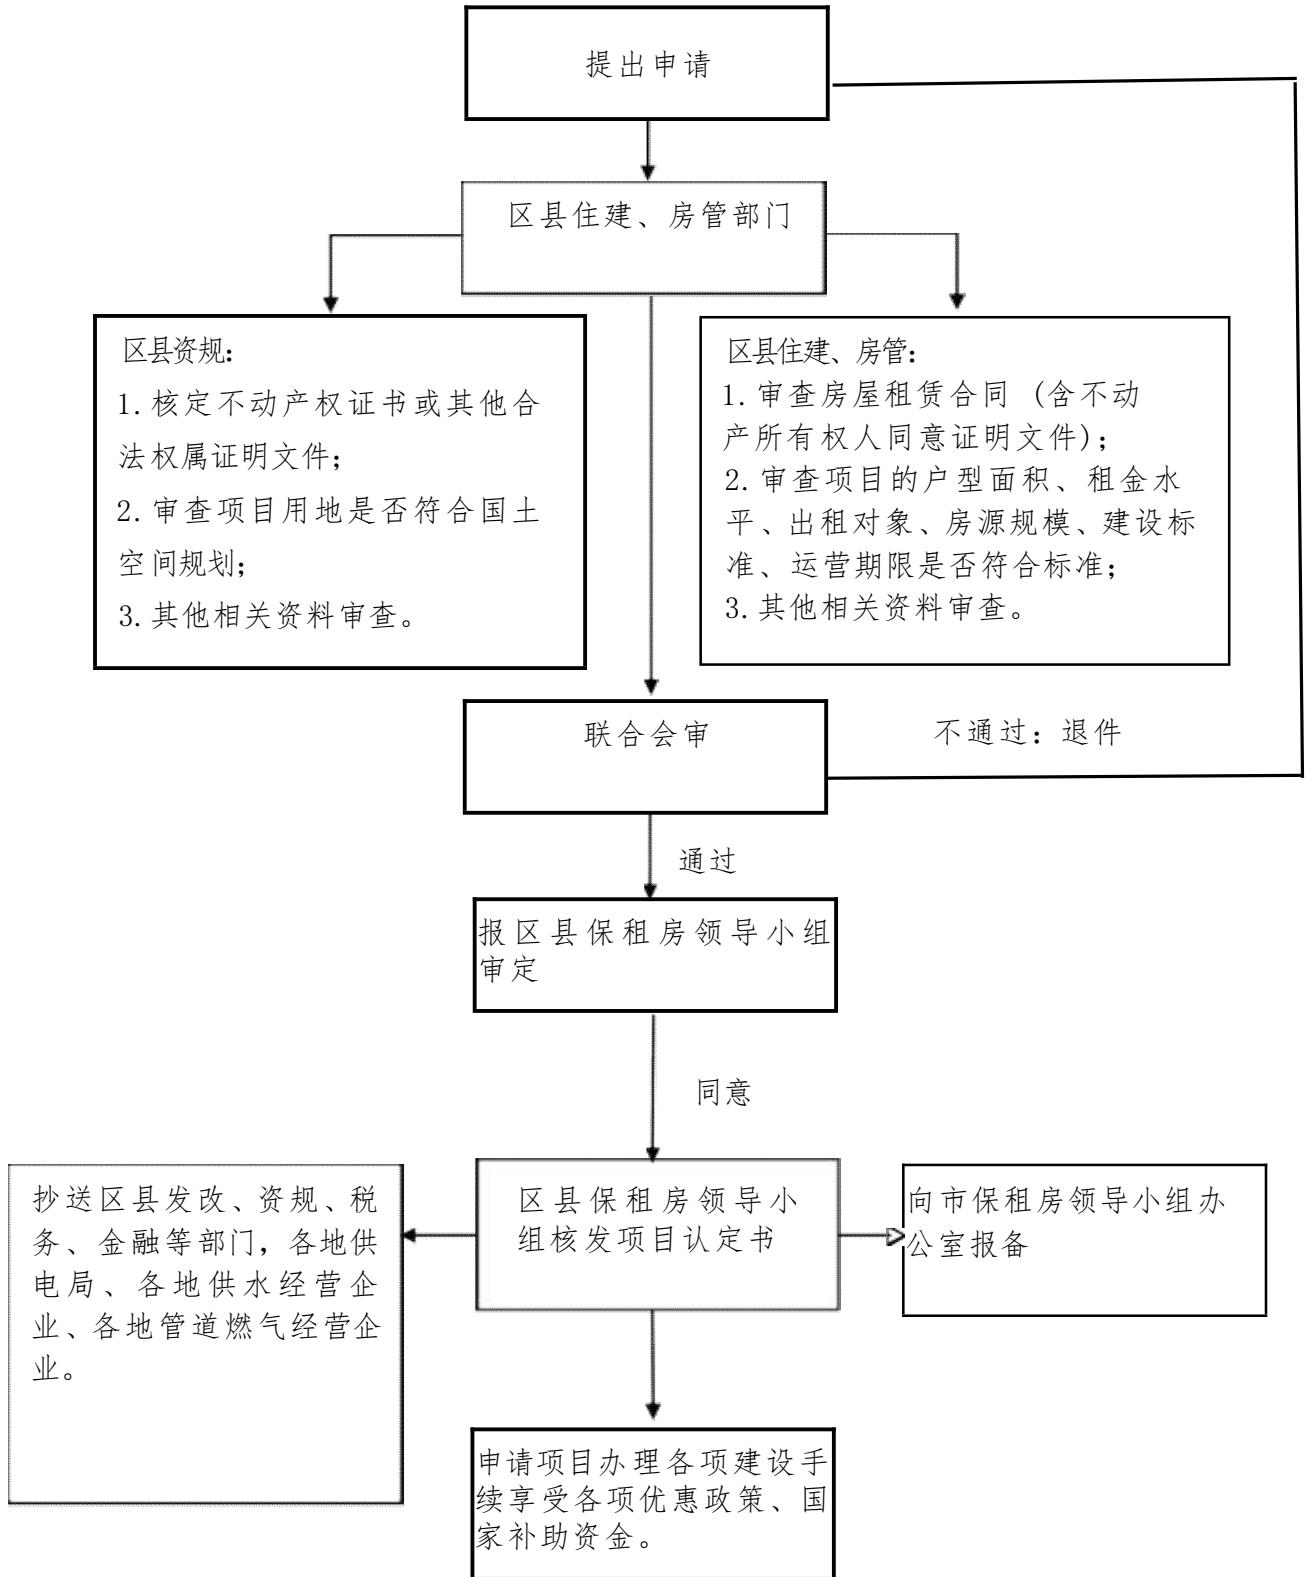 提出申请
区县住建、房管部门
区县资规：
1.核定不动产权证书或其他合
法权属证明文件；
2.审查项目用地是否符合国土
空间规划；
3.其他相关资料审查。
区县住建、房管：
1.审查房屋租赁合同（含不动
产所有权人同意证明文件）；
2.审查项目的户型面积、租金水
平、出租对象、房源规模、建设标
准、运营期限是否符合标准；
3.其他相关资料审查。
联合会审
不通过：退件
通过
报区县保租房领导小组
审定
同意
抄送区县发改、资规、税
务、金融等部门，各地供
电局、各地供水经营企
业、各地管道燃气经营企
业。
区县保租房领导小
组核发项目认定书
向市保租房领导小组办
公室报备
申请项目办理各项建设手
续享受各项优惠政策、国
家补助资金。